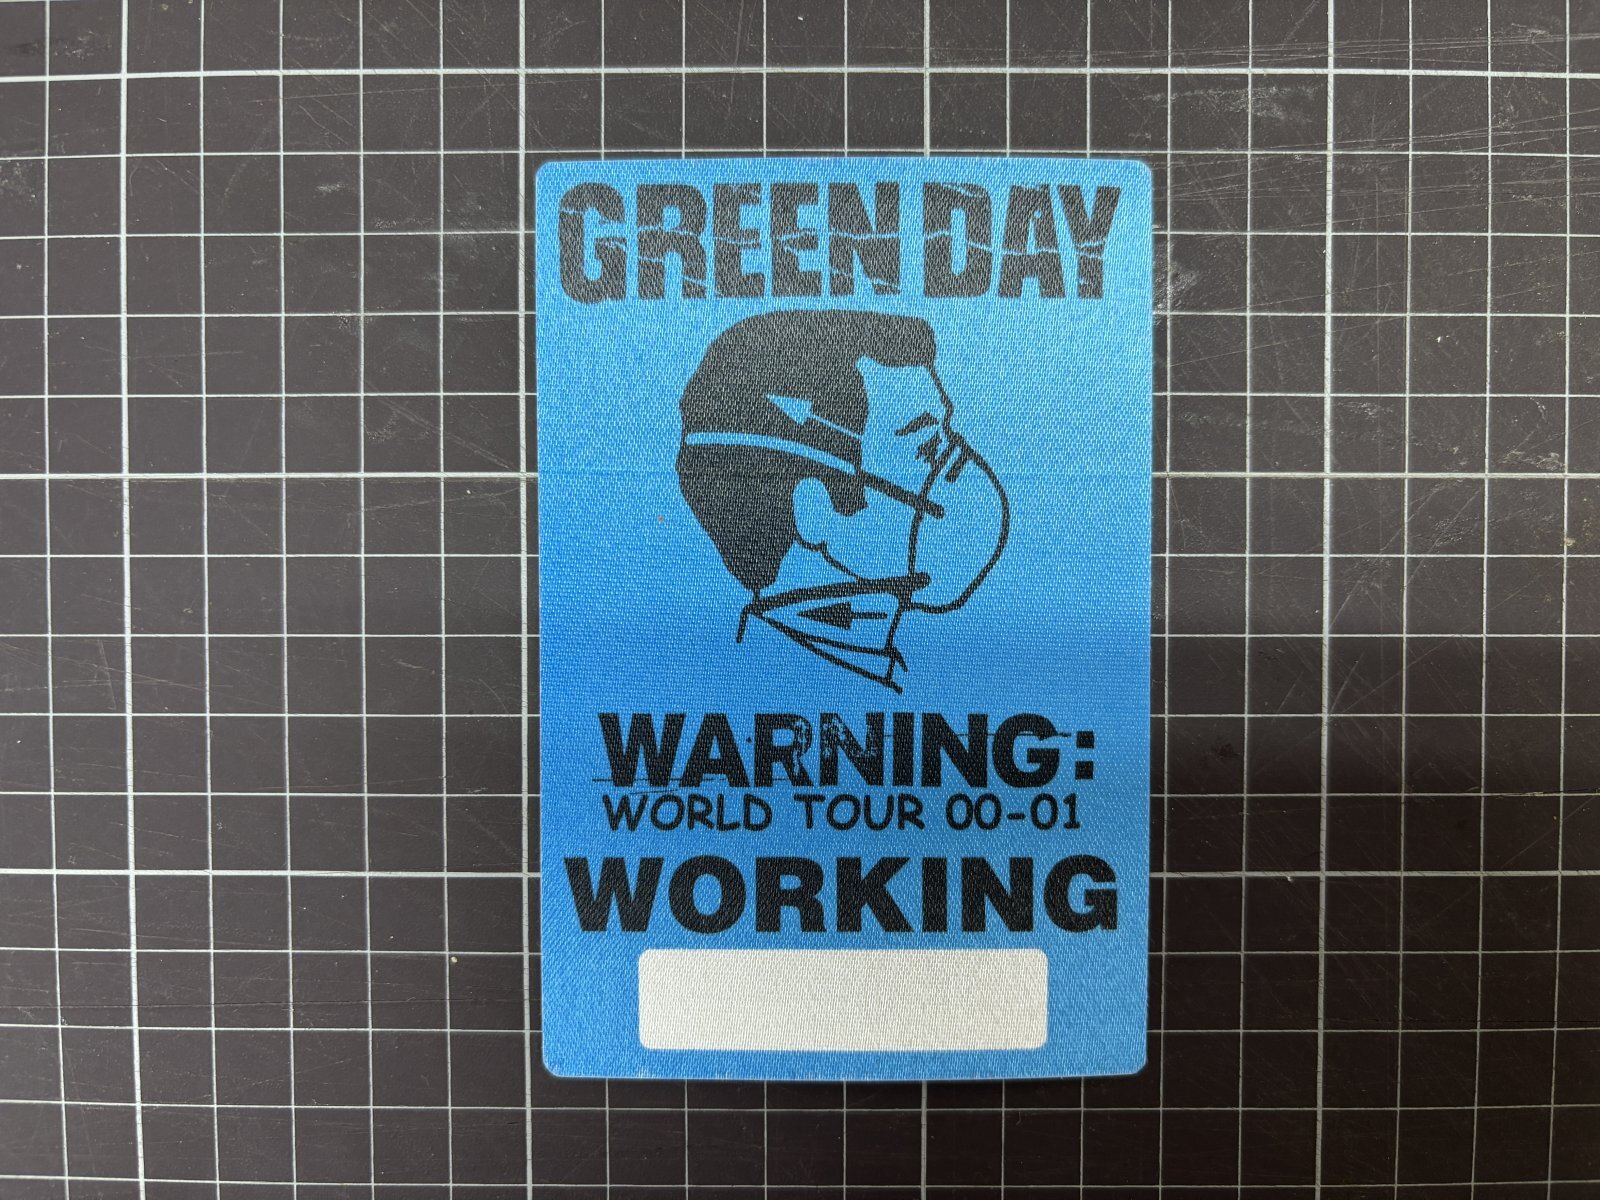 GREEN DAY
WARNING:
WORLD TOUR 00-01
WORKING